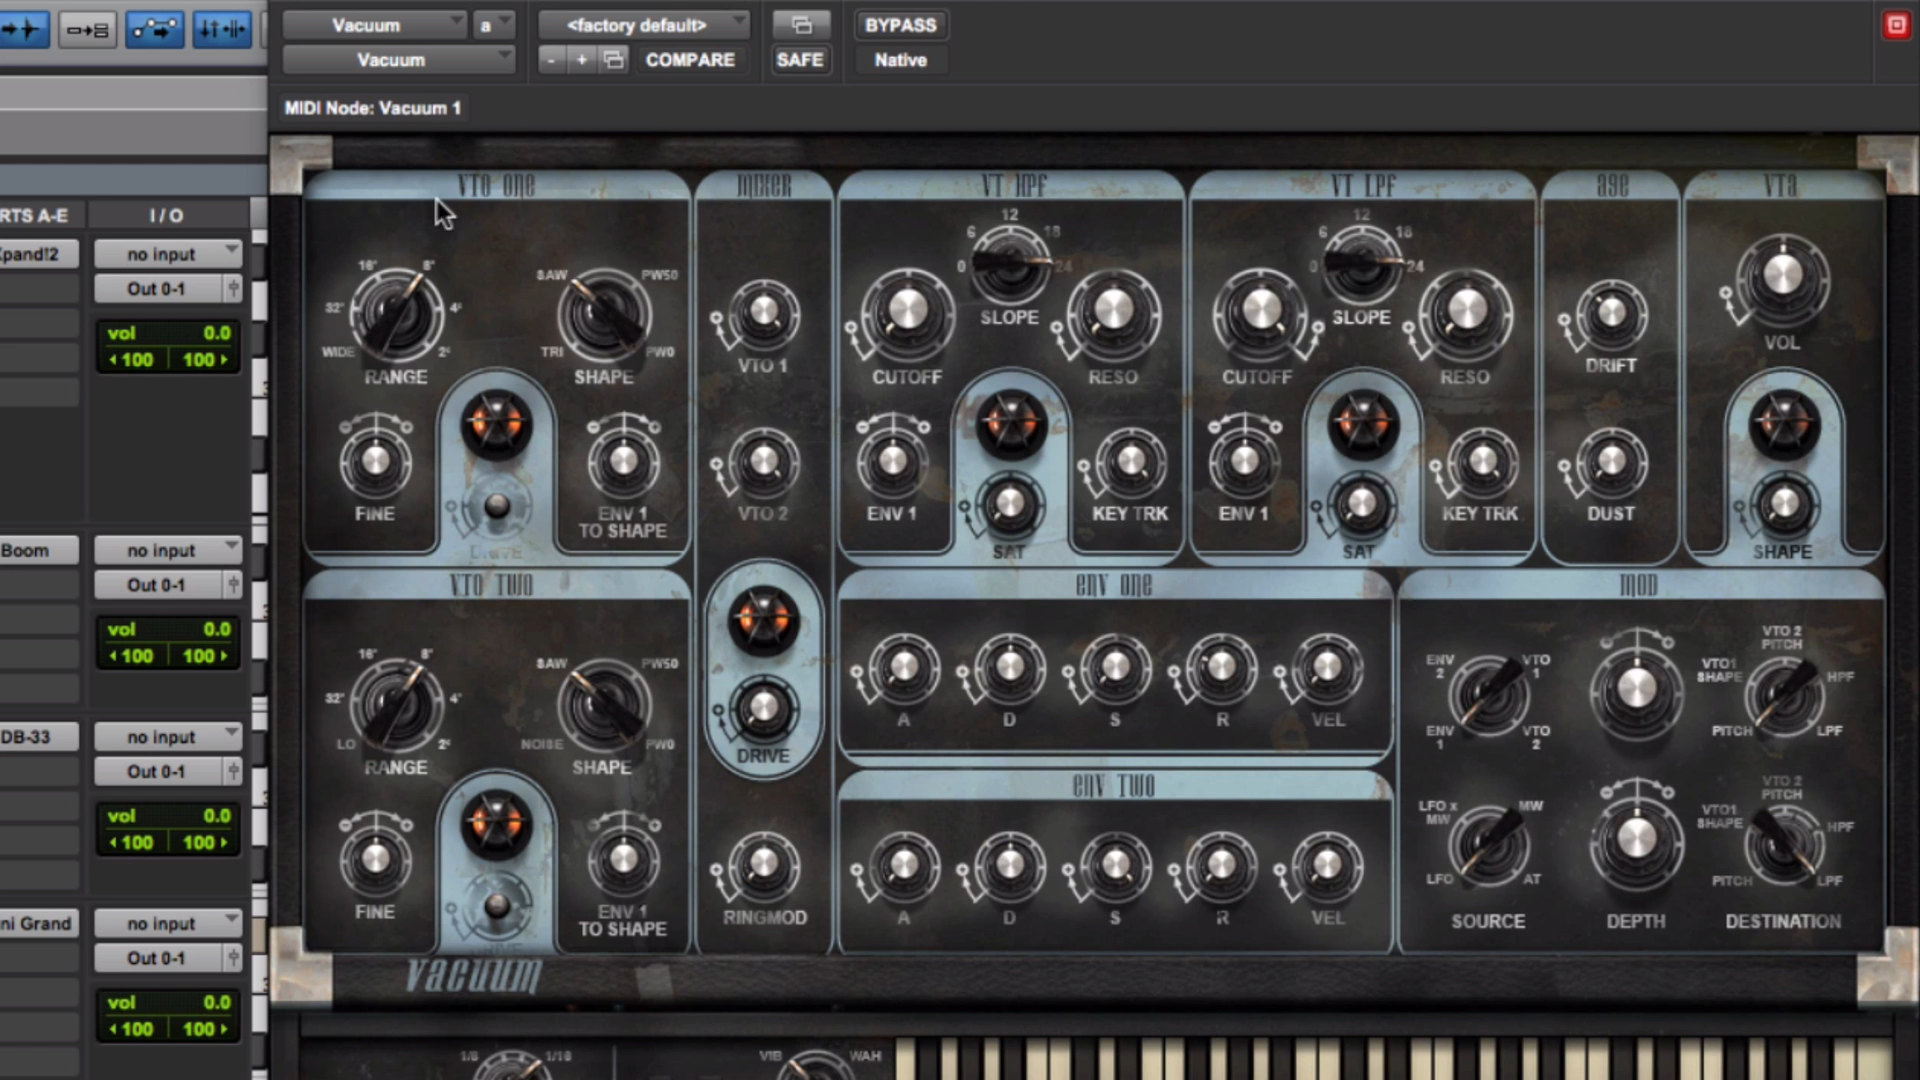 Vacuum
a
<factory default>
BYPASS
Vacuum
- +
COMPARE
SAFE
Native
MIDI Node: Vacuum 1
RTS A-E
I / O
no input
Out 0-1
vol 0.0
100 100
Boom
no input
Out 0-1
vol 0.0
100 100
DB-33
no input
Out 0-1
vol 0.0
100 100
ni Grand
no input
Out 0-1
vol 0.0
100 100
VTO ONE
16' 8'
32' 4'
WIDE 2'
RANGE
SAW PW50
TRI PW0
SHAPE
FINE
ENV 1
TO SHAPE
MIXER
VTO 1
VTO 2
DRIVE
RINGMOD
VT HPF
12
6 18
0 24
SLOPE
CUTOFF
RESO
ENV 1
SAT
KEY TRK
VT LPF
12
6 18
0 24
SLOPE
CUTOFF
RESO
ENV 1
SAT
KEY TRK
AGE
DRIFT
DUST
VTA
VOL
SHAPE
VTO TWO
16' 8'
32' 4'
LO 2'
RANGE
SAW PW50
NOISE PW0
SHAPE
FINE
ENV 1
TO SHAPE
ENV ONE
A D S R VEL
ENV TWO
A D S R VEL
MOD
ENV 2
VTO 1
ENV 1
VTO 2
VTO 2 PITCH
VTO1 SHAPE
HPF
PITCH
LPF
LFO x MW
MW
LFO
AT
VTO 2 PITCH
VTO1 SHAPE
HPF
PITCH
LPF
SOURCE
DEPTH
DESTINATION
VACUUM
1/8 1/16
VIB WAH